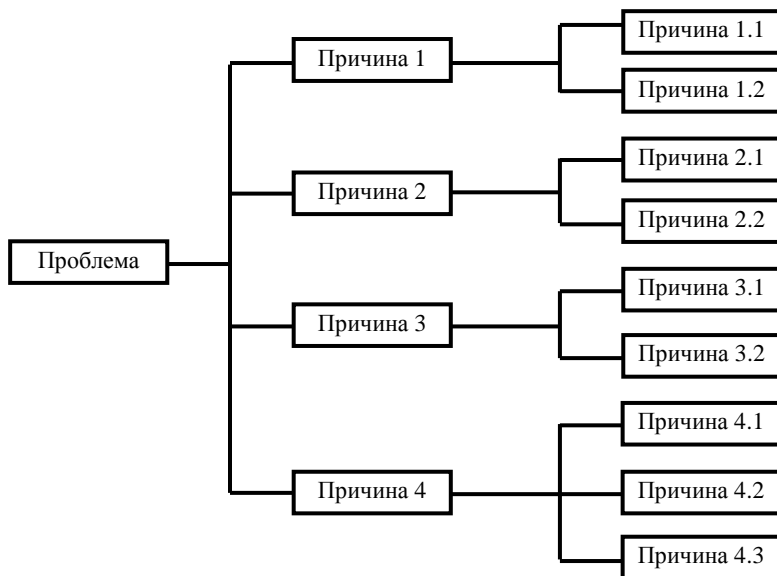 Проблема
Причина 1
Причина 1.1
Причина 1.2
Причина 2
Причина 2.1
Причина 2.2
Причина 3
Причина 3.1
Причина 3.2
Причина 4
Причина 4.1
Причина 4.2
Причина 4.3